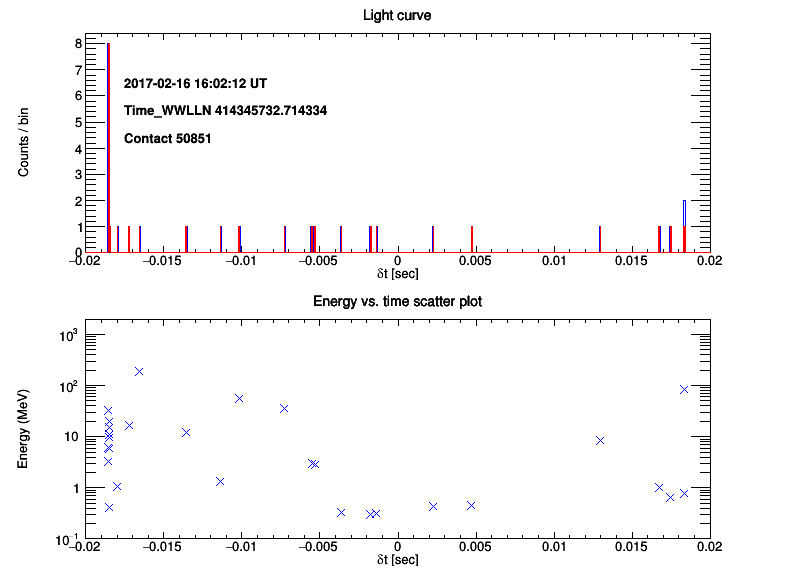 Light curve
Counts / bin
8
7
6
5
4
3
2
1
0
2017-02-16 16:02:12 UT
Time_WWLLN 414345732.714334
Contact 50851
−0.02 −0.015 −0.01 −0.005 0 0.005 0.01 0.015 0.02
δt [sec]
Energy vs. time scatter plot
Energy (MeV)
10³
10²
10
1
10⁻¹
−0.02 −0.015 −0.01 −0.005 0 0.005 0.01 0.015 0.02
δt [sec]